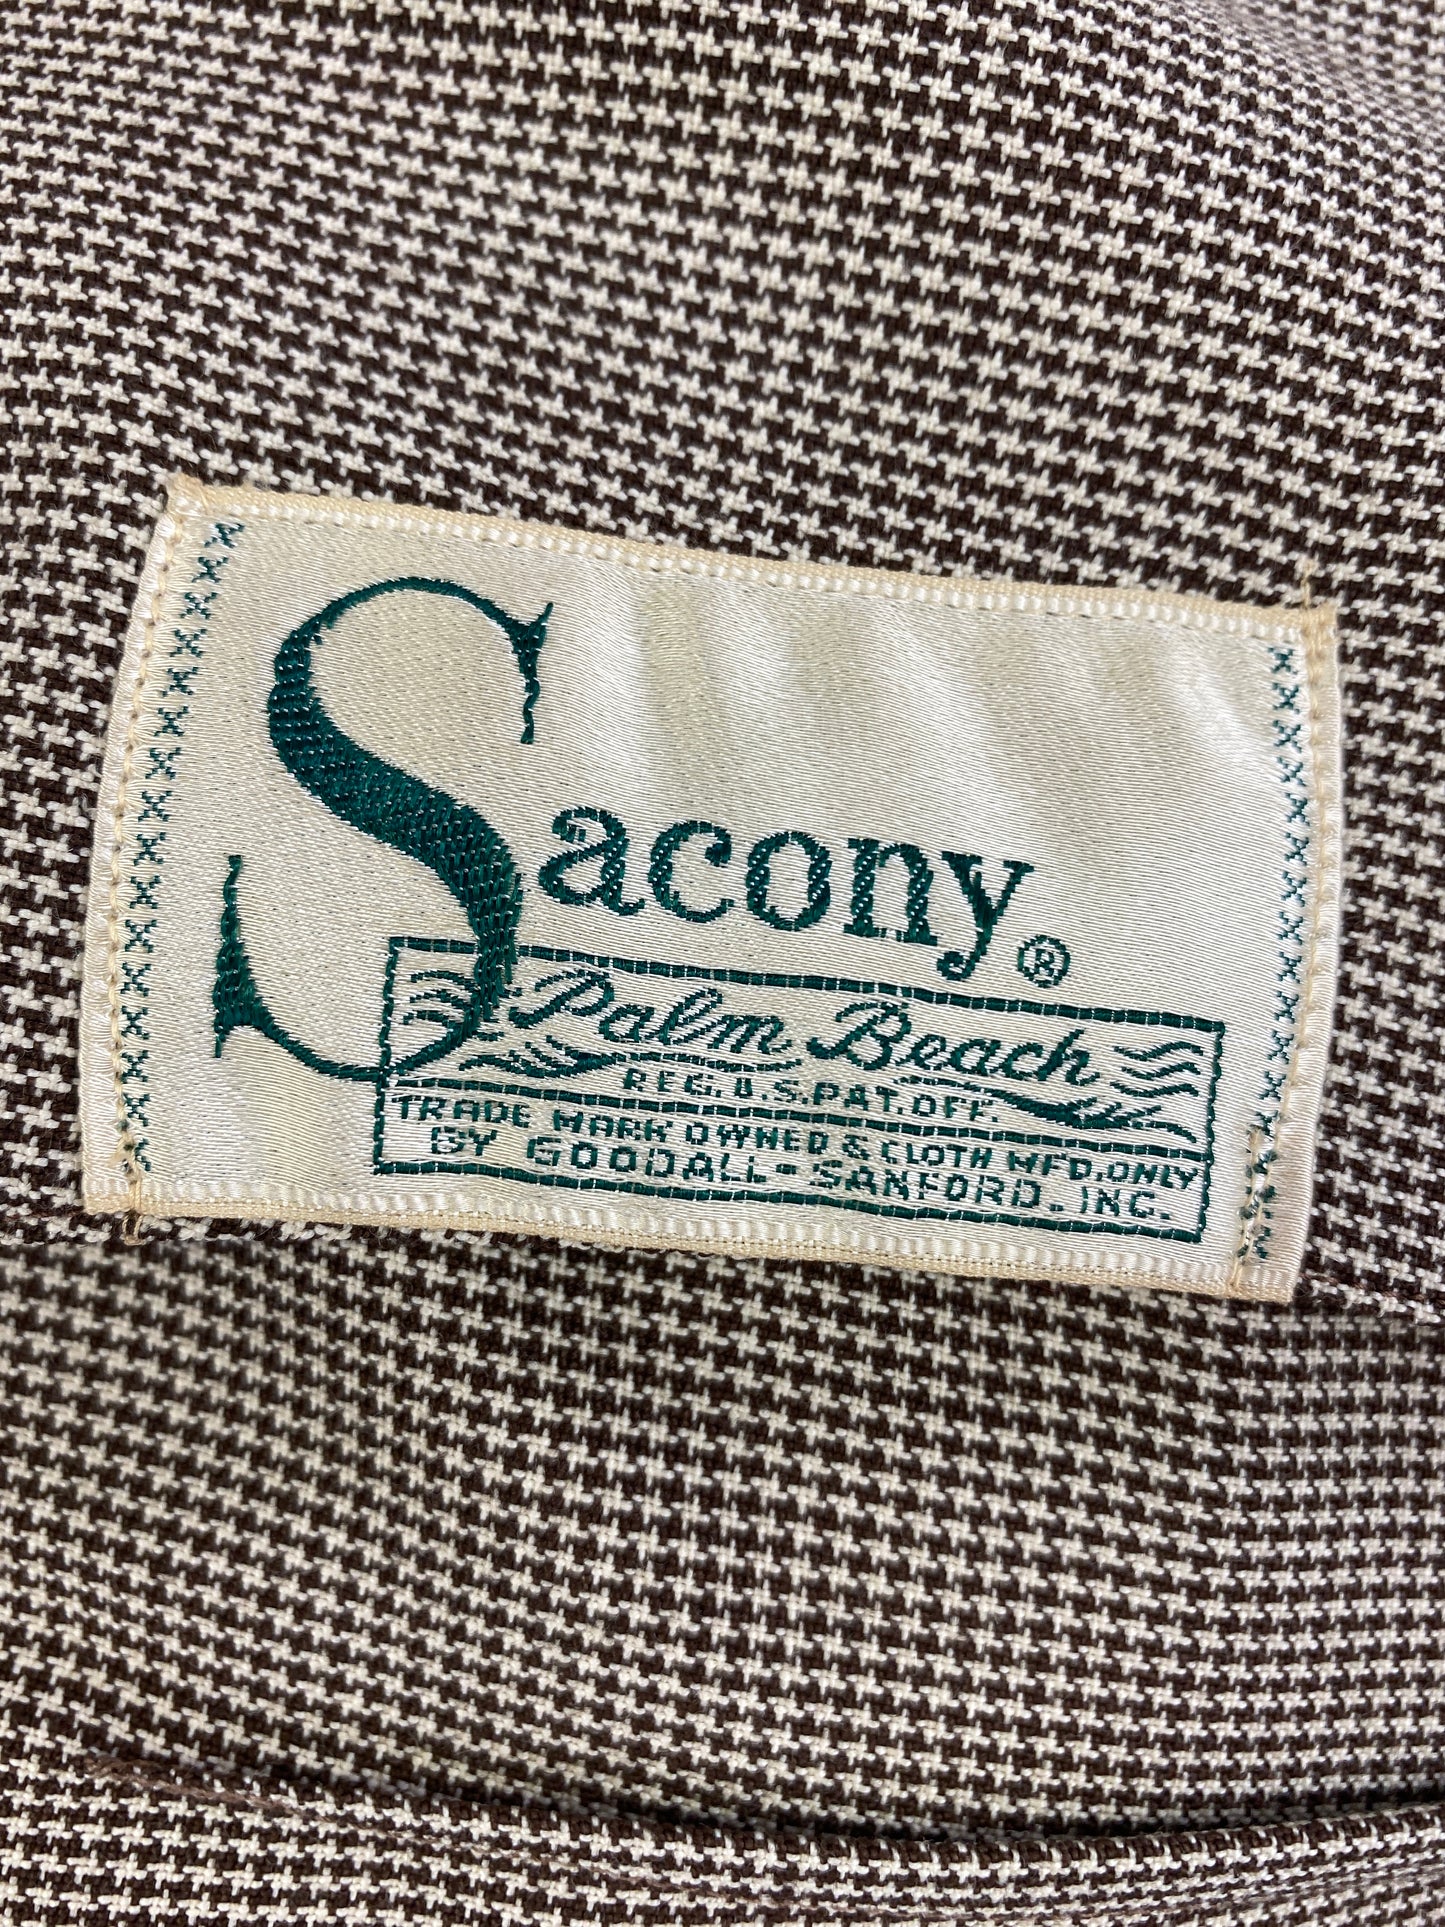 Sacony®
Palm Beach
REG. U.S. PAT. OFF.
TRADE MARK OWNED & CLOTH MFD. ONLY
BY GOODALL-SANFORD. INC.